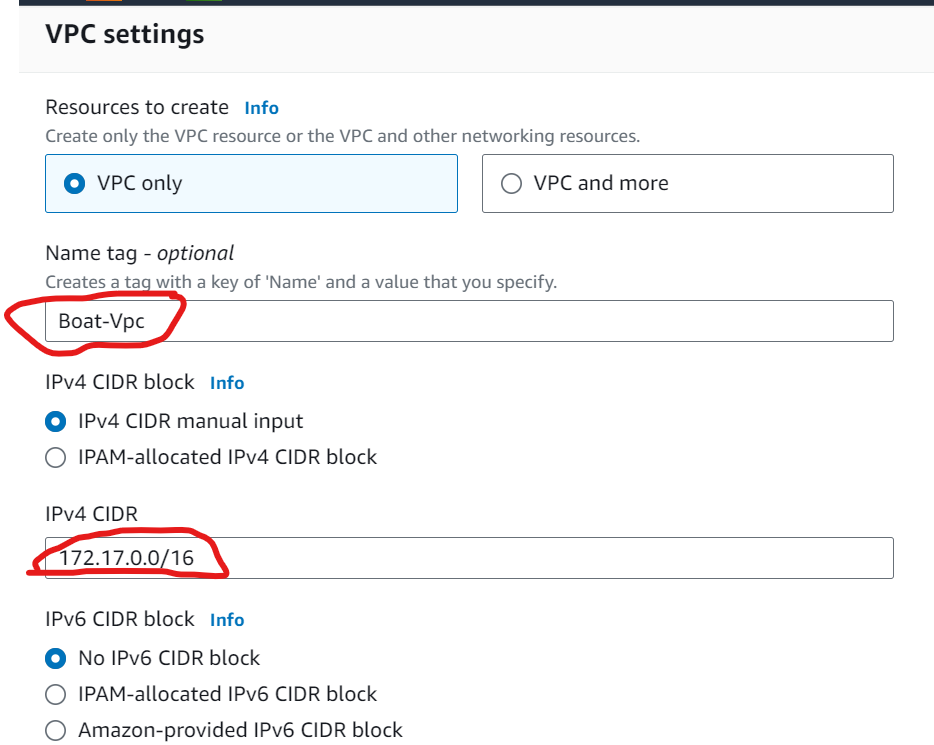 VPC settings
Resources to create Info
Create only the VPC resource or the VPC and other networking resources.
VPC only
VPC and more
Name tag - optional
Creates a tag with a key of 'Name' and a value that you specify.
Boat-Vpc
IPv4 CIDR block Info
IPv4 CIDR manual input
IPAM-allocated IPv4 CIDR block
IPv4 CIDR
172.17.0.0/16
IPv6 CIDR block Info
No IPv6 CIDR block
IPAM-allocated IPv6 CIDR block
Amazon-provided IPv6 CIDR block